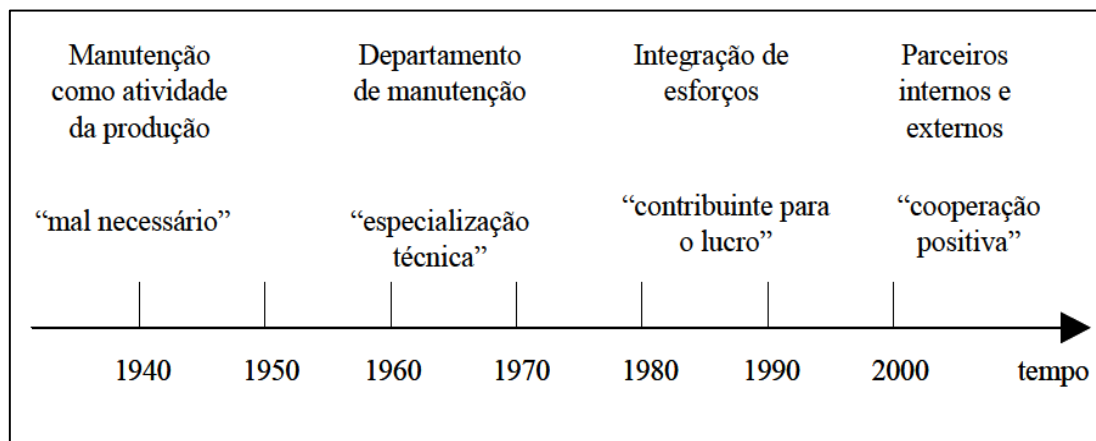 Manutenção
como atividade
da produção
Departamento
de manutenção
Integração de
esforços
Parceiros
internos e
externos
“mal necessário”
“especialização
técnica”
“contribuinte para
o lucro”
“cooperação
positiva”
1940 1950 1960 1970 1980 1990 2000 tempo